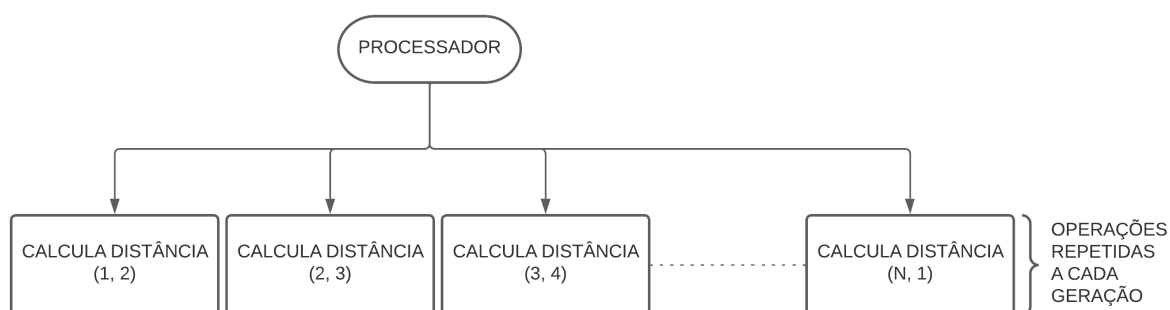 PROCESSADOR
CALCULA DISTÂNCIA
(1, 2)
CALCULA DISTÂNCIA
(2, 3)
CALCULA DISTÂNCIA
(3, 4)
CALCULA DISTÂNCIA
(N, 1)
OPERAÇÕES
REPETIDAS
A CADA
GERAÇÃO